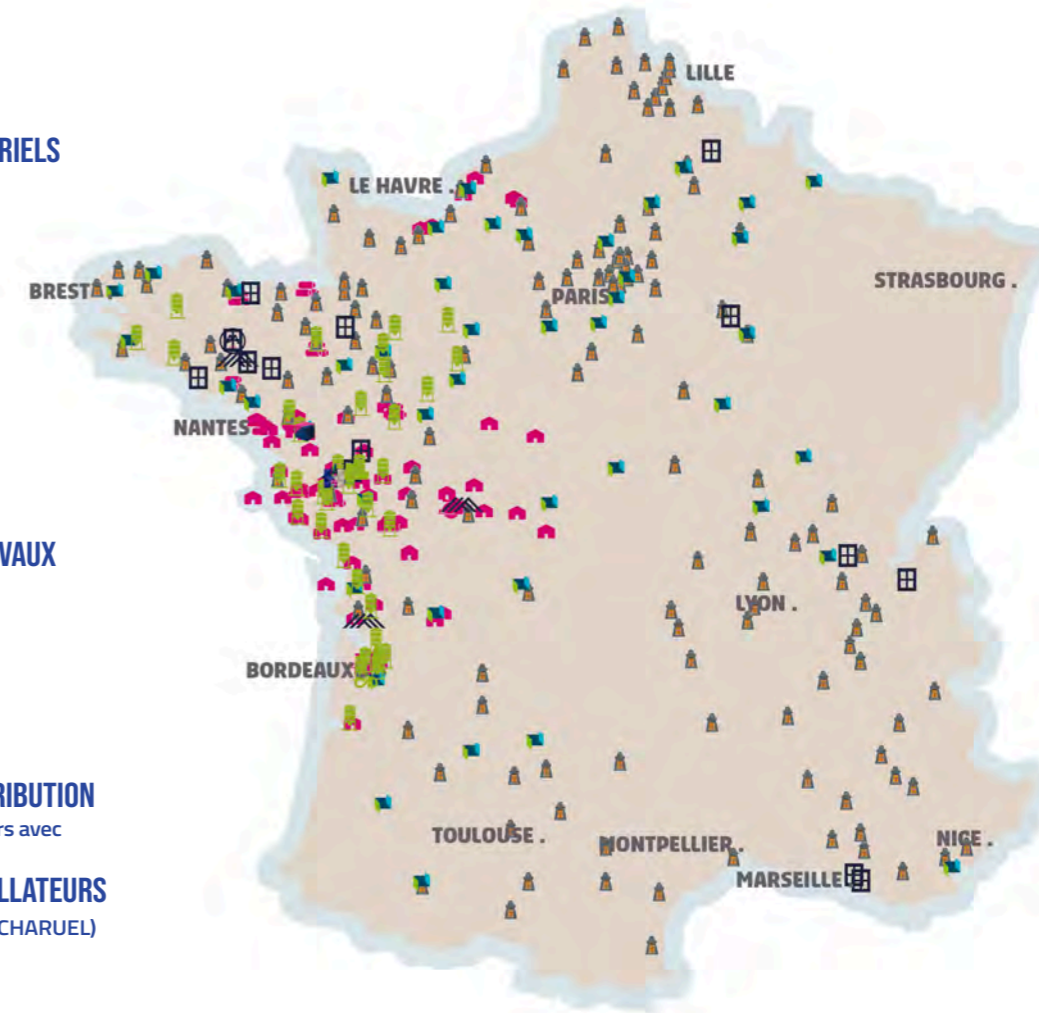 LILLE
RIELS
LE HAVRE .
STRASBOURG .
BREST
PARIS
NANTES
VAUX
LYON .
BORDEAUX
RIBUTION
rs avec
TOULOUSE .
MONTPELLIER .
NICE .
MARSEILLE
LLATEURS
CHARUEL)